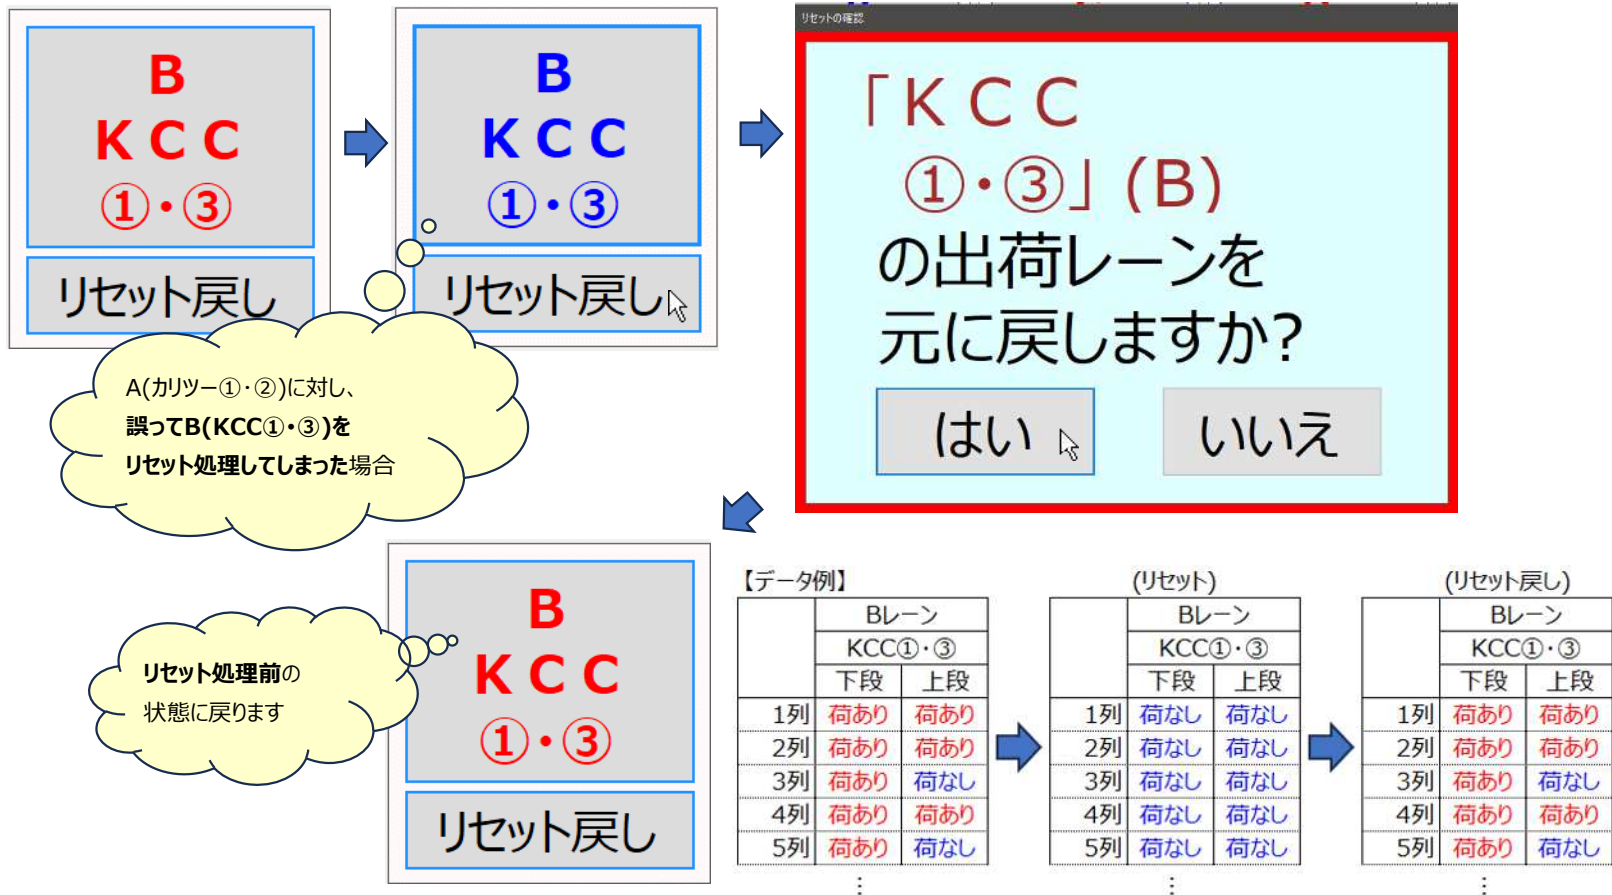 B
KCC
①・③
リセット戻し
B
KCC
①・③
リセット戻し
リセットの確認
「KCC
①・③」(B)
の出荷レーンを
元に戻しますか?
はい
いいえ
A(カリツー①・②)に対し、
誤ってB(KCC①・③)を
リセット処理してしまった場合
B
KCC
①・③
リセット戻し
リセット処理前の
状態に戻ります
【データ例】
Bレーン
KCC①・③
下段 上段
1列 荷あり 荷あり
2列 荷あり 荷あり
3列 荷あり 荷なし
4列 荷あり 荷あり
5列 荷あり 荷なし
⋮
(リセット)
Bレーン
KCC①・③
下段 上段
1列 荷なし 荷なし
2列 荷なし 荷なし
3列 荷なし 荷なし
4列 荷なし 荷なし
5列 荷なし 荷なし
⋮
(リセット戻し)
Bレーン
KCC①・③
下段 上段
1列 荷あり 荷あり
2列 荷あり 荷あり
3列 荷あり 荷なし
4列 荷あり 荷あり
5列 荷あり 荷なし
⋮